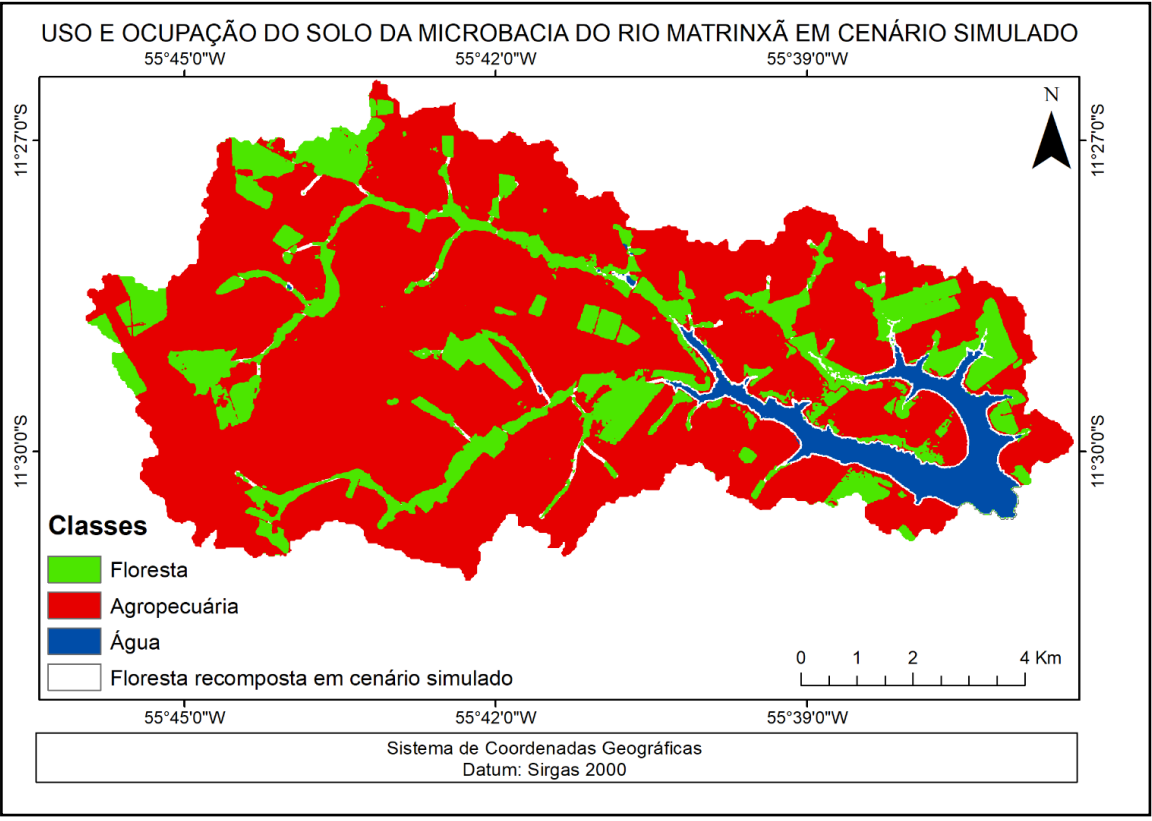 USO E OCUPAÇÃO DO SOLO DA MICROBACIA DO RIO MATRINXÃ EM CENÁRIO SIMULADO
55°45'0"W 55°42'0"W 55°39'0"W
N
11°27'0"S 11°27'0"S
11°30'0"S 11°30'0"S
Classes
Floresta
Agropecuária
Água
Floresta recomposta em cenário simulado
0 1 2 4 Km
55°45'0"W 55°42'0"W 55°39'0"W
Sistema de Coordenadas Geográficas
Datum: Sirgas 2000